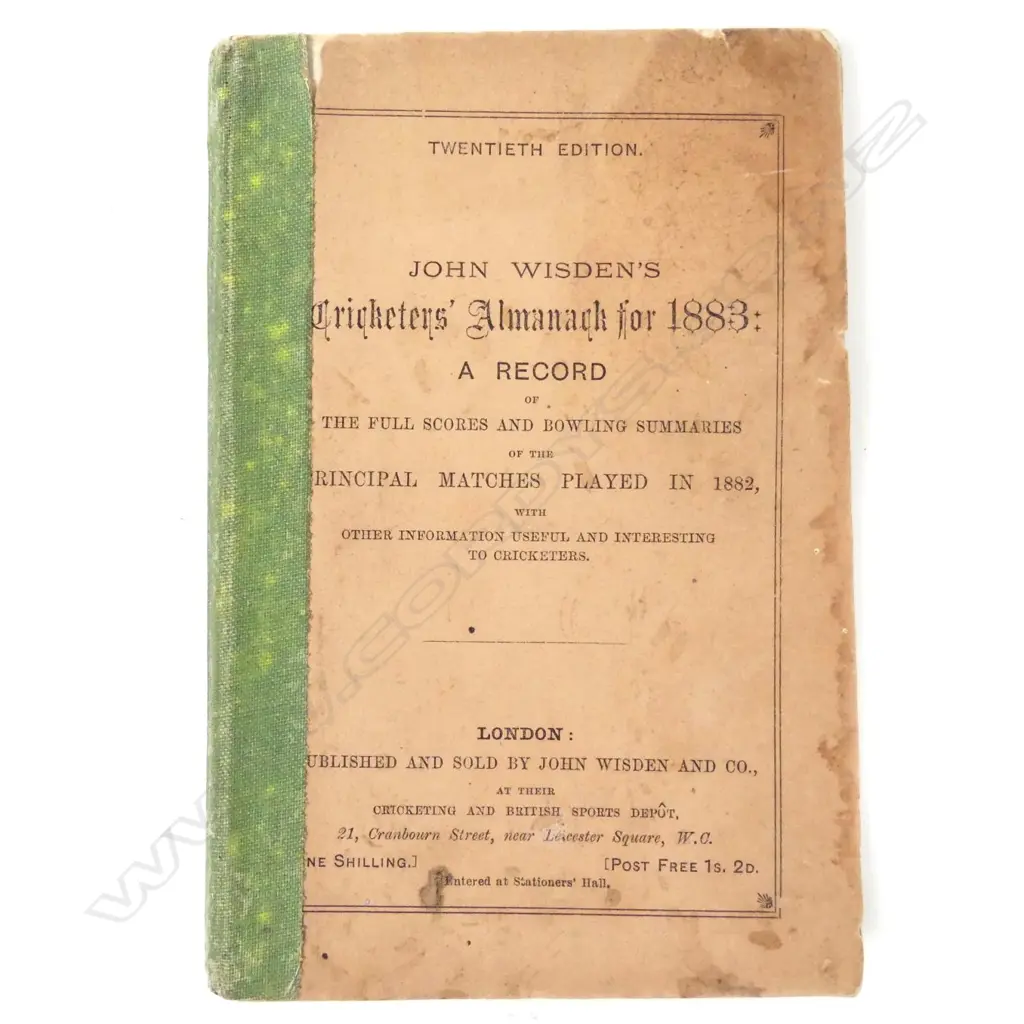 TWENTIETH EDITION.
JOHN WISDEN'S
Cricketers' Almanack for 1883:
A RECORD
OF
THE FULL SCORES AND BOWLING SUMMARIES
OF THE
RINCIPAL MATCHES PLAYED IN 1882,
WITH
OTHER INFORMATION USEFUL AND INTERESTING
TO CRICKETERS.
LONDON:
UBLISHED AND SOLD BY JOHN WISDEN AND CO.,
AT THEIR
CRICKETING AND BRITISH SPORTS DEPÔT,
21, Cranbourn Street, near Leicester Square, W.C.
NE SHILLING.] [POST FREE 1S. 2D.
Entered at Stationers' Hall.